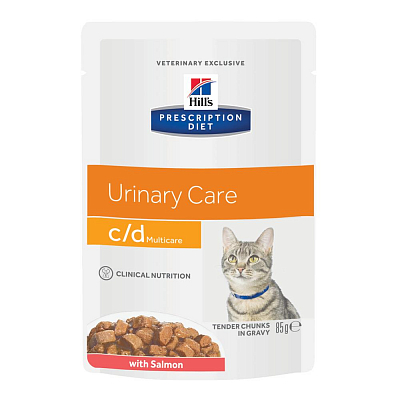 VETERINARY EXCLUSIVE
Hill's
PRESCRIPTION
DIET
Urinary Care
c/d Multicare
CLINICAL NUTRITION
TENDER CHUNKS
IN GRAVY
85g e
with Salmon